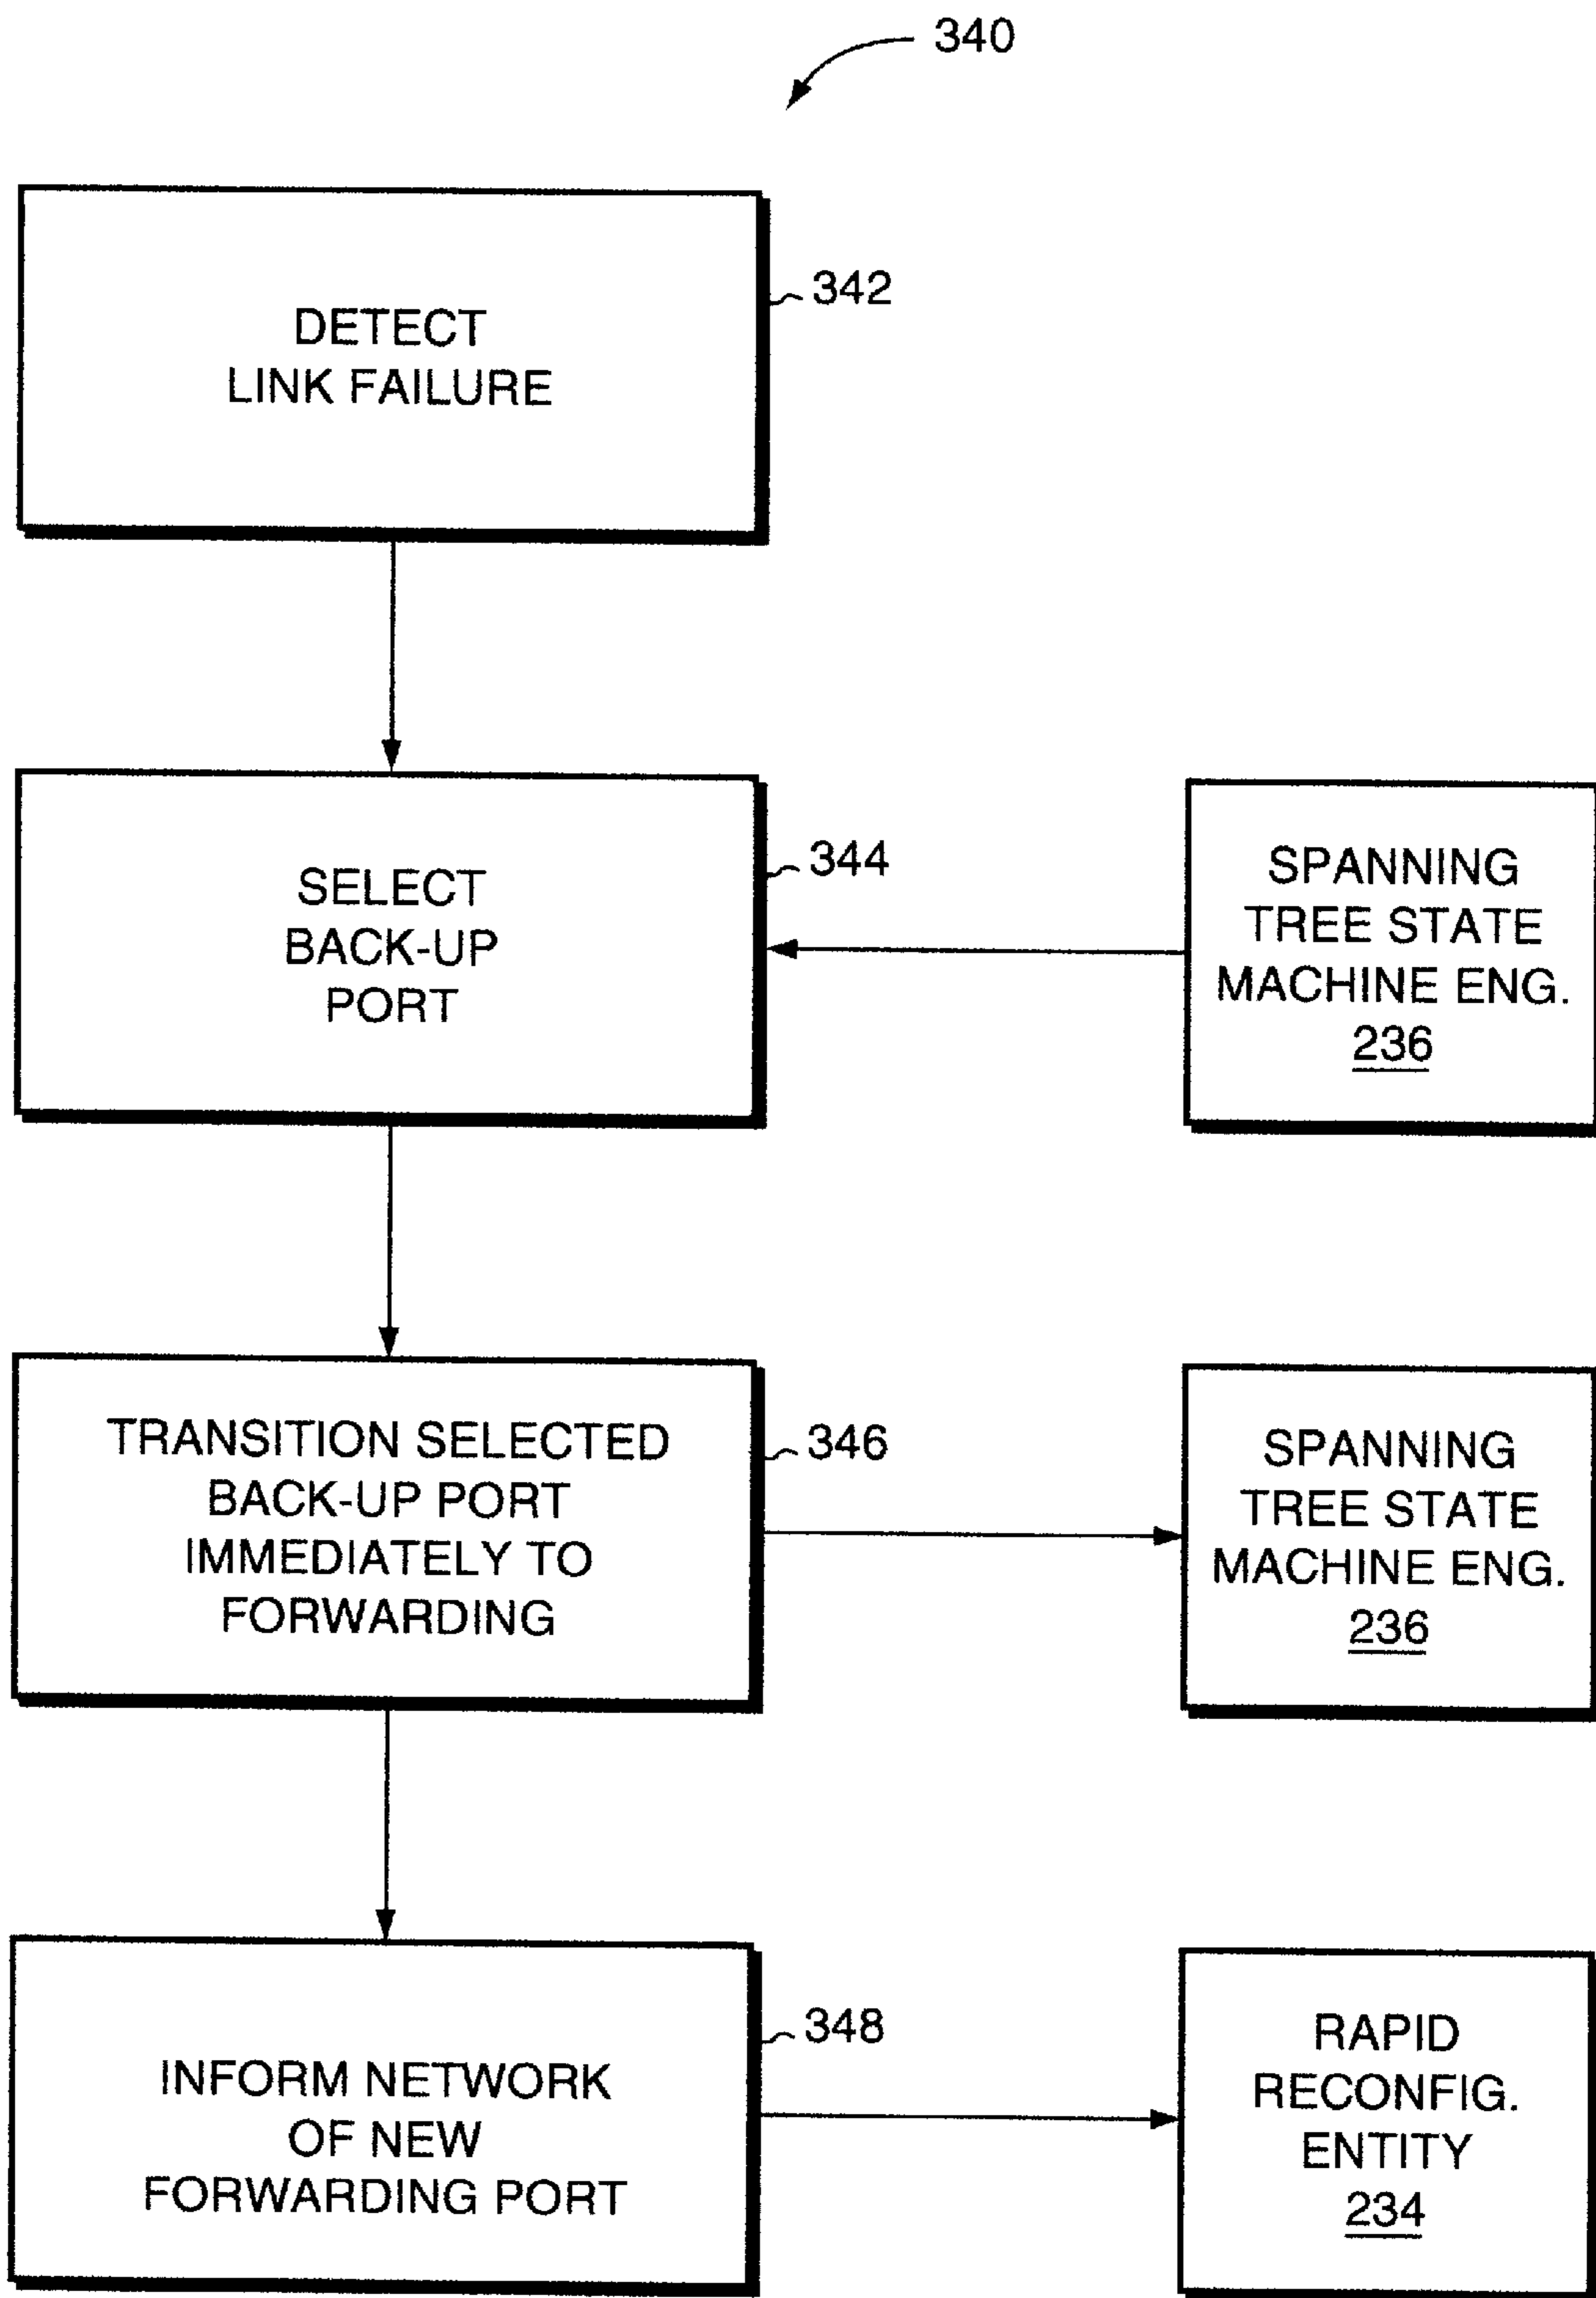 340
DETECT
LINK FAILURE
342
SELECT
BACK-UP
PORT
344
SPANNING
TREE STATE
MACHINE ENG.
236
TRANSITION SELECTED
BACK-UP PORT
IMMEDIATELY TO
FORWARDING
346
SPANNING
TREE STATE
MACHINE ENG.
236
INFORM NETWORK
OF NEW
FORWARDING PORT
348
RAPID
RECONFIG.
ENTITY
234